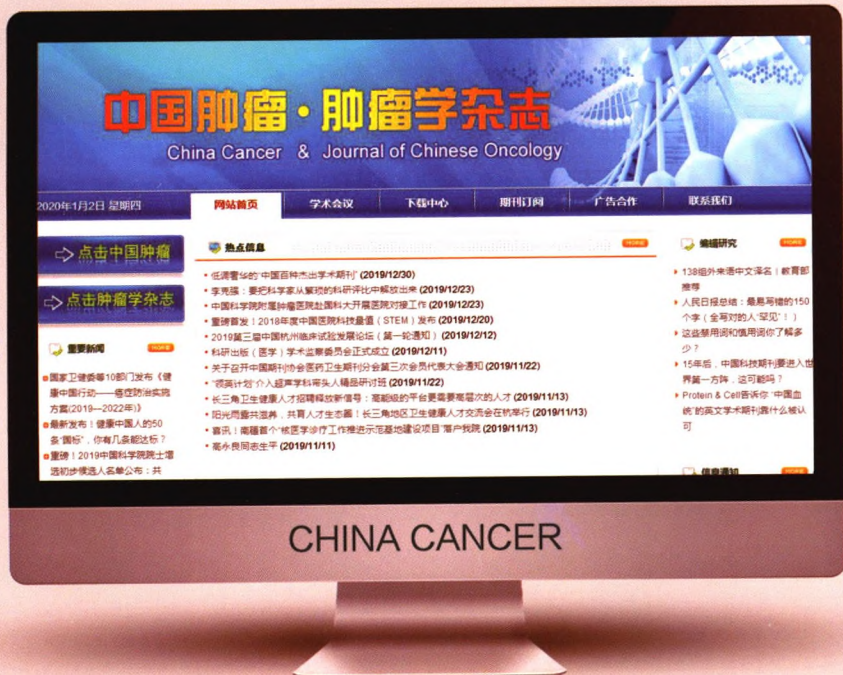 中国肿瘤·肿瘤学杂志
China Cancer & Journal of Chinese Oncology
2020年1月2日 星期四
网站首页
学术会议
下载中心
期刊订阅
广告合作
联系我们
点击中国肿瘤
点击肿瘤学杂志
重要新闻
MORE
国家卫健委等10部门发布《健
康中国行动——癌症防治实施
方案(2019—2022年)》
最新发布！健康中国人的50
条“国标”，你有几条能达标？
重磅！2019中国科学院院士增
选初步候选人名单公布：共
热点信息
MORE
低调奢华的“中国百种杰出学术期刊” (2019/12/30)
李克强：要把科学家从繁琐的科研评比中解放出来 (2019/12/23)
中国科学院附属肿瘤医院赴国科大开展医院对接工作 (2019/12/23)
重磅首发！2018年度中国医院科技量值（STEM）发布 (2019/12/20)
2019第三届中国杭州临床试验发展论坛（第一轮通知） (2019/12/12)
科研出版（医学）学术监察委员会正式成立 (2019/12/11)
关于召开中国期刊协会医药卫生期刊分会第三次会员代表大会通知 (2019/11/22)
“领英计划”介入超声学科带头人精品研讨班 (2019/11/22)
长三角卫生健康人才招聘释放新信号：高能级的平台更需要高层次的人才 (2019/11/13)
阳光雨露共滋养，共育人才生态圈！长三角地区卫生健康人才交流会在杭举行 (2019/11/13)
喜讯！南疆首个“核医学诊疗工作推进示范基地建设项目”落户我院 (2019/11/13)
高永良同志生平 (2019/11/11)
编辑研究
MORE
138组外来语中文译名｜教育部
推荐
人民日报总结：最易写错的150
个字（全写对的人“罕见”！）
这些禁用词和慎用词你了解多
少？
15年后，中国科技期刊要进入世
界第一方阵，这可能吗？
Protein & Cell告诉你“中国血
统”的英文学术期刊靠什么被认
可
信息通知
MORE
CHINA CANCER